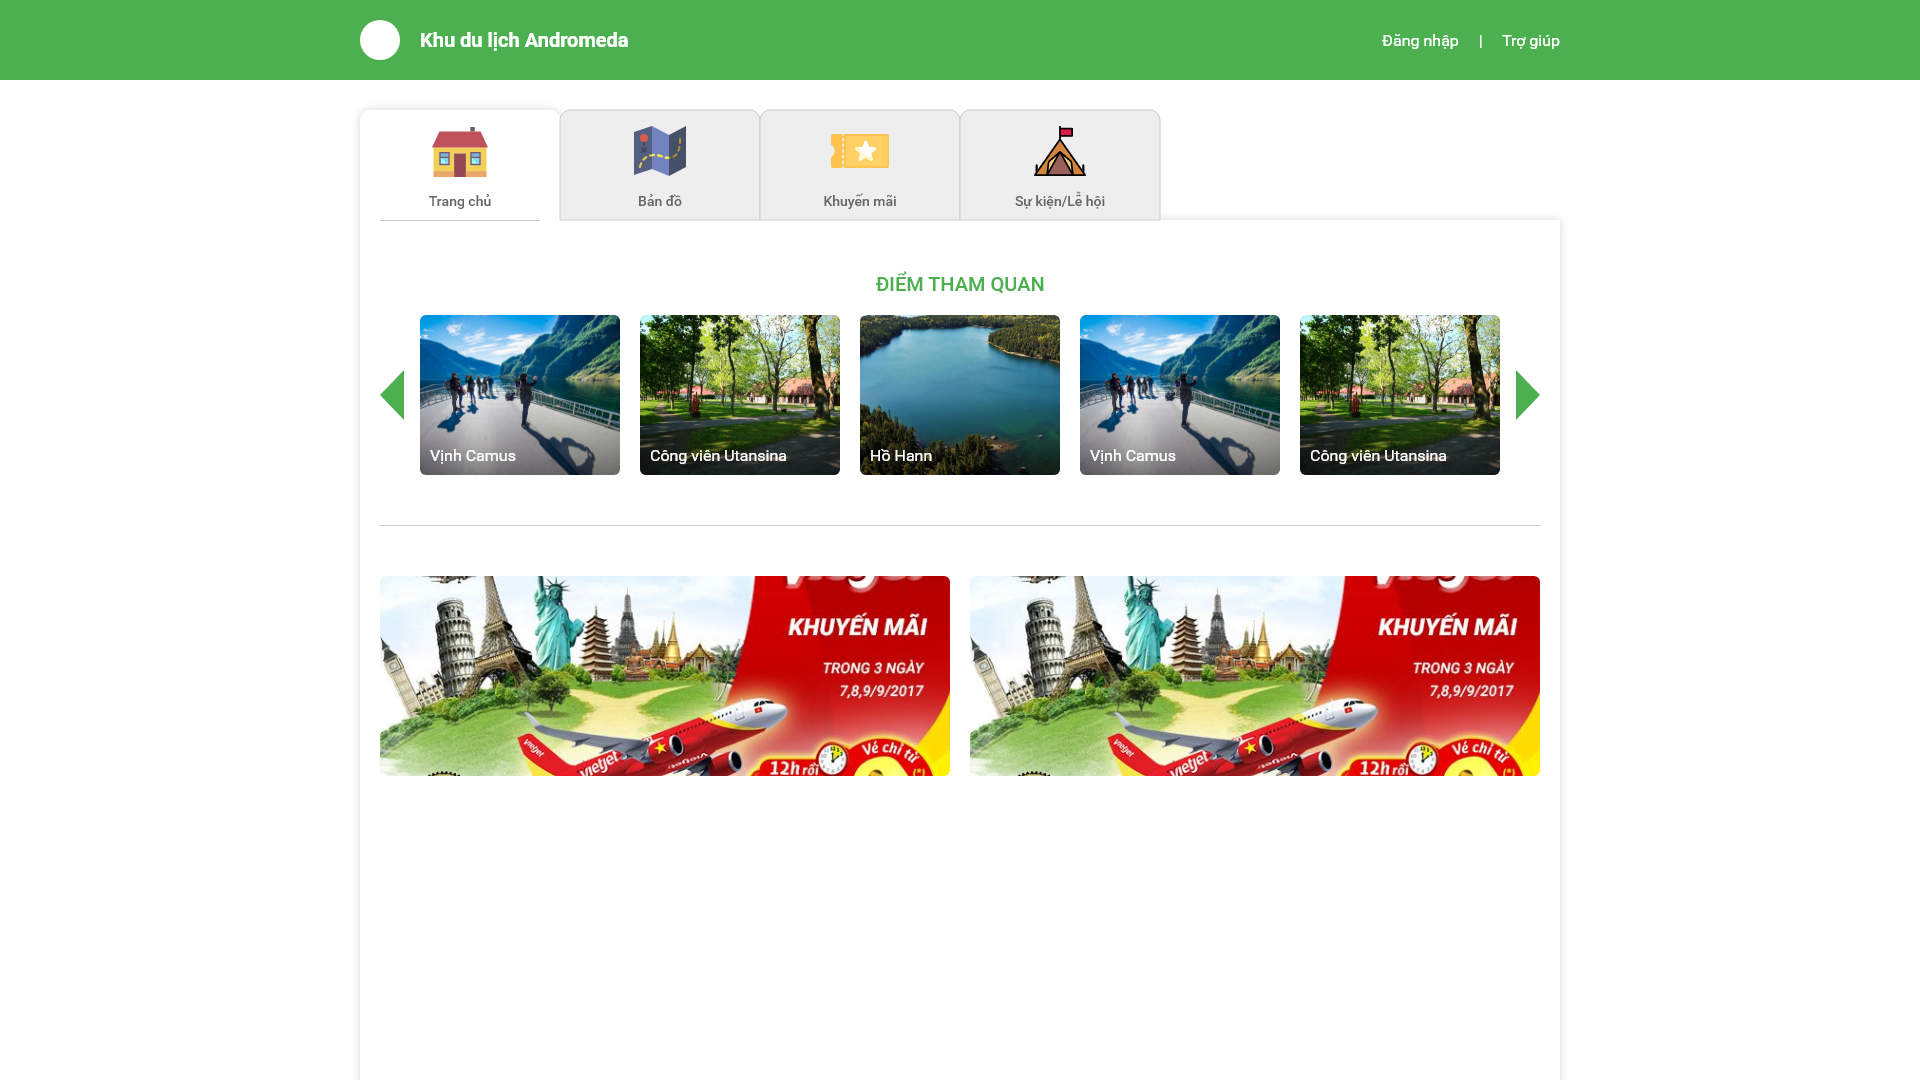 Khu du lịch Andromeda
Đăng nhập | Trợ giúp
Trang chủ
Bản đồ
Khuyến mãi
Sự kiện/Lễ hội
ĐIỂM THAM QUAN
Vịnh Camus
Công viên Utansina
Hồ Hann
Vịnh Camus
Công viên Utansina
KHUYẾN MÃI
TRONG 3 NGÀY
7,8,9/9/2017
vietjet
vietjet
12h rồi
Vé chỉ từ
(*)
KHUYẾN MÃI
TRONG 3 NGÀY
7,8,9/9/2017
vietjet
vietjet
12h rồi
Vé chỉ từ
(*)